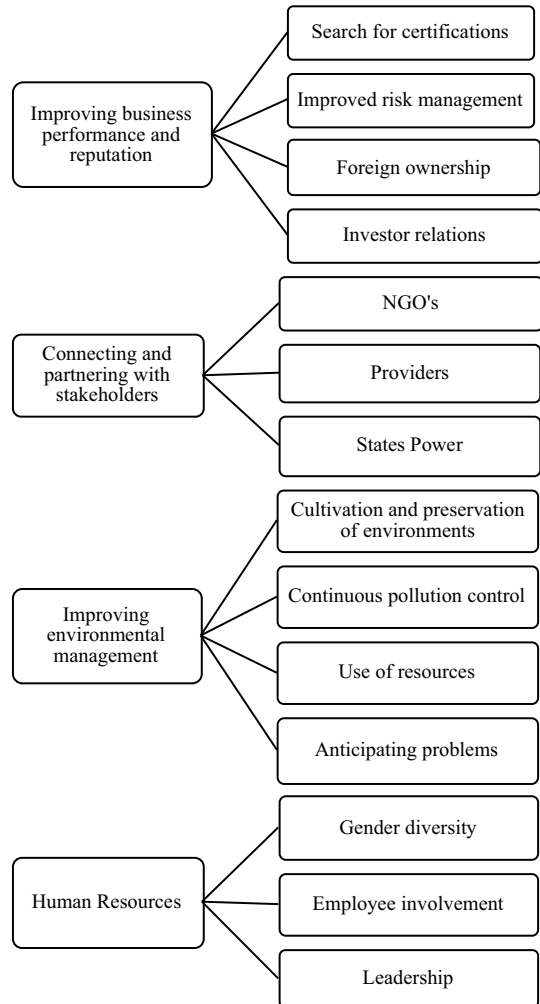 Improving business
performance and
reputation
Search for certifications
Improved risk management
Foreign ownership
Investor relations
Connecting and
partnering with
stakeholders
NGO's
Providers
States Power
Improving
environmental
management
Cultivation and preservation
of environments
Continuous pollution control
Use of resources
Anticipating problems
Human Resources
Gender diversity
Employee involvement
Leadership